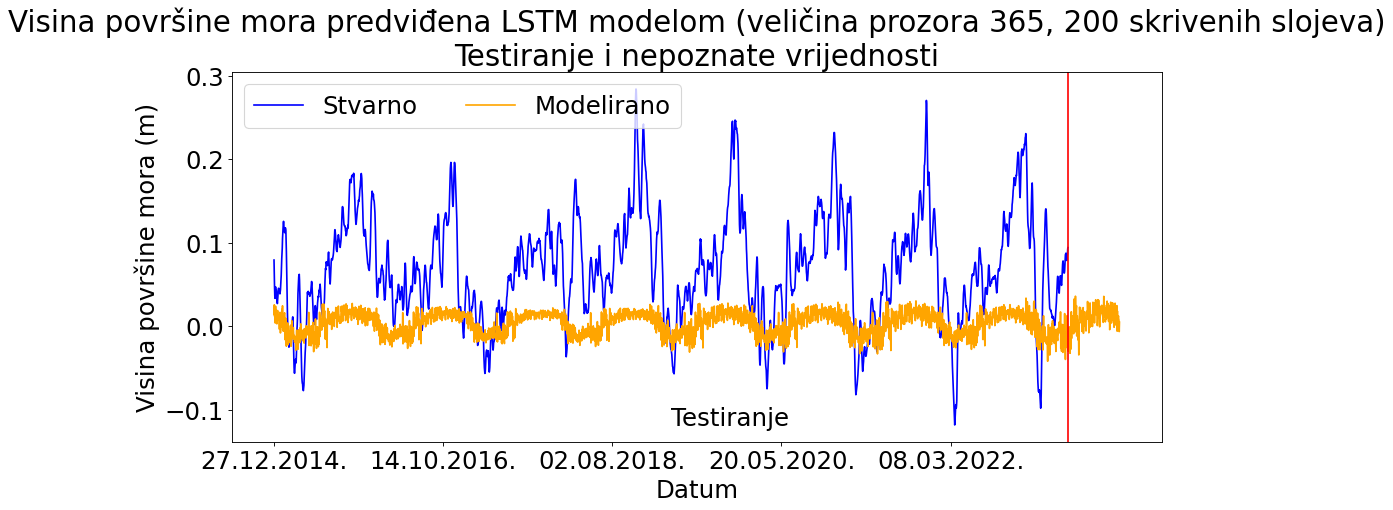 Visina površine mora predviđena LSTM modelom (veličina prozora 365, 200 skrivenih slojeva)
Testiranje i nepoznate vrijednosti
Stvarno Modelirano
Visina površine mora (m)
0.3
0.2
0.1
0.0
−0.1
Testiranje
27.12.2014. 14.10.2016. 02.08.2018. 20.05.2020. 08.03.2022.
Datum